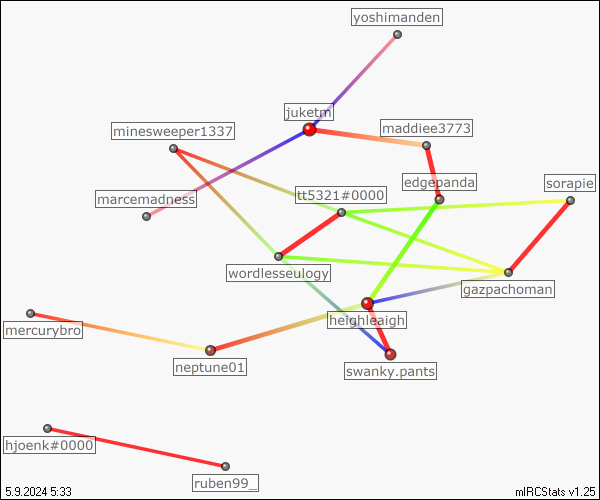 yoshimanden
juketm
maddiee3773
minesweeper1337
edgepanda
sorapie
tt5321#0000
marcemadness
wordlesseulogy
gazpachoman
heighleaigh
mercurybro
neptune01
swanky.pants
hjoenk#0000
ruben99_
5.9.2024 5:33
mIRCStats v1.25